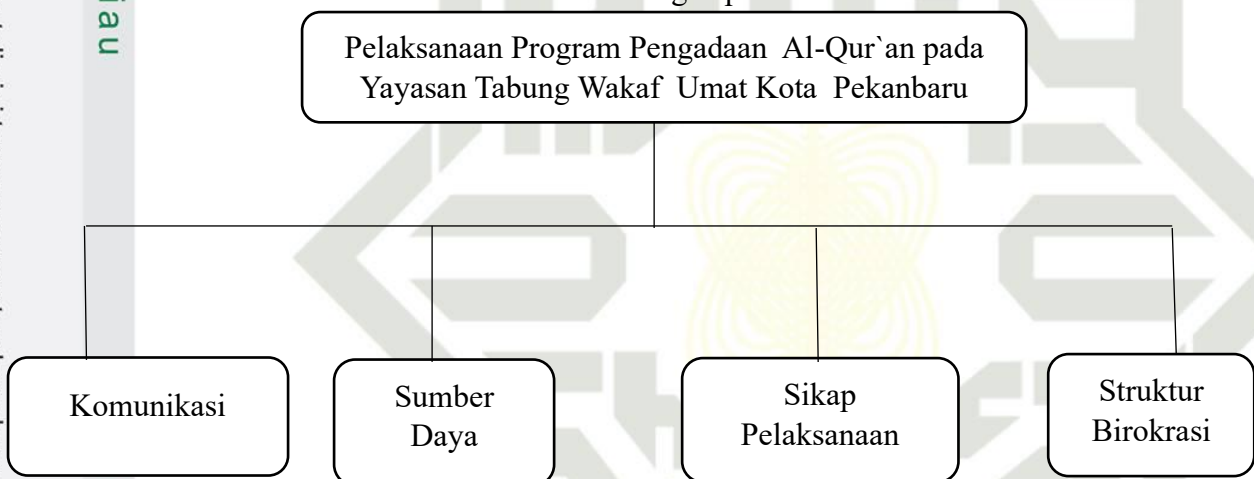 iau
Pelaksanaan Program Pengadaan Al-Qur`an pada
Yayasan Tabung Wakaf Umat Kota Pekanbaru
Komunikasi
Sumber
Daya
Sikap
Pelaksanaan
Struktur
Birokrasi